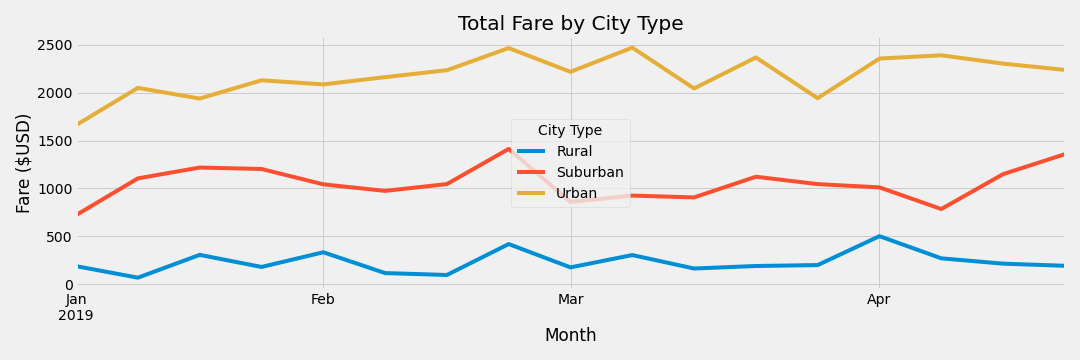 Total Fare by City Type
Fare ($USD)
2500
2000
1500
1000
500
0
City Type
Rural
Suburban
Urban
Jan
2019
Feb
Mar
Apr
Month